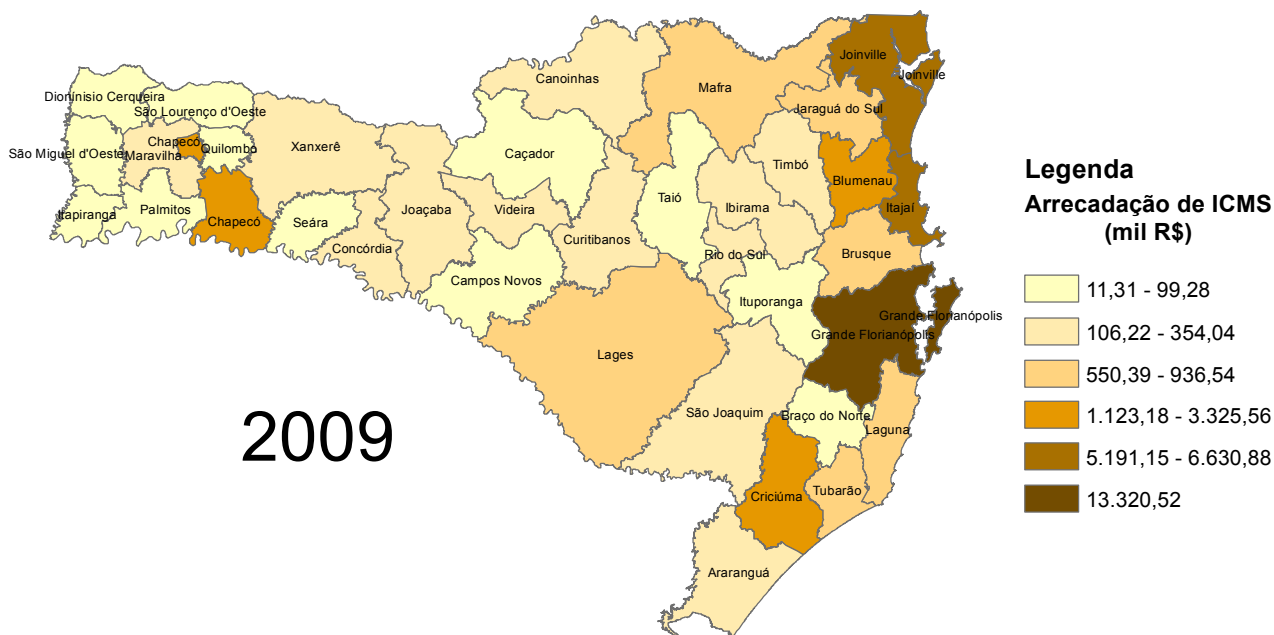 Joinville
Joinville
Canoinhas
Mafra
Dionínisio Cerqueira
São Lourenço d'Oeste
Jaraguá do Sul
Chapecó
Quilombo
Xanxerê
São Miguel d'Oeste
Maravilha
Caçador
Timbó
Blumenau
Taió
Itapiranga
Palmitos
Chapecó
Seára
Joaçaba
Videira
Ibirama
Itajaí
Curitibanos
Concórdia
Rio do Sul
Brusque
Campos Novos
Ituporanga
Grande Florianópolis
Grande Florianópolis
Lages
São Joaquim
Braço do Norte
Laguna
Criciúma
Tubarão
Araranguá
2009
Legenda
Arrecadação de ICMS
(mil R$)
11,31 - 99,28
106,22 - 354,04
550,39 - 936,54
1.123,18 - 3.325,56
5.191,15 - 6.630,88
13.320,52